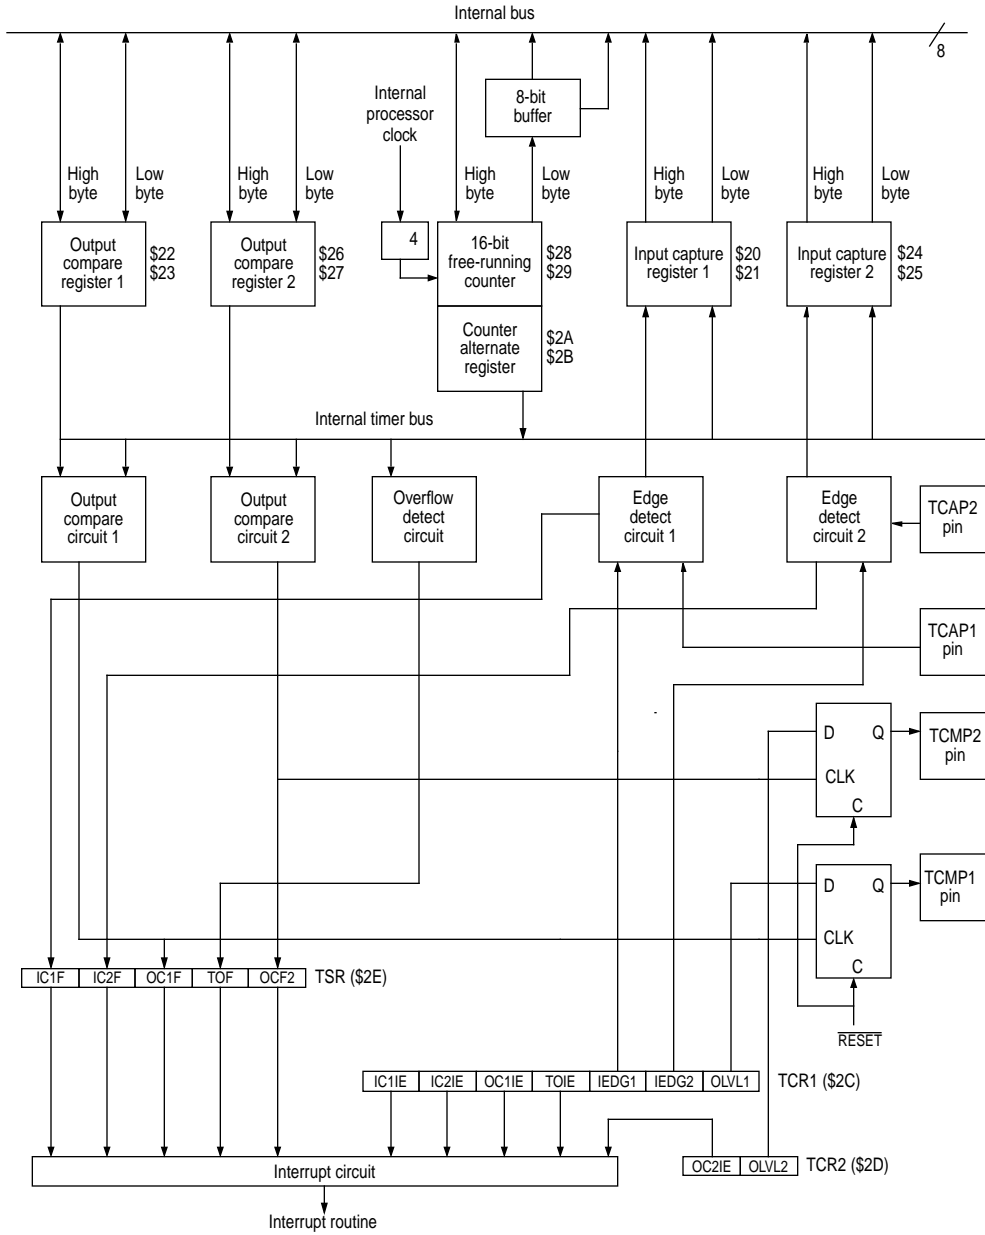 Internal bus
8
Internal
processor
clock
8-bit
buffer
High
byte
Low
byte
High
byte
Low
byte
High
byte
Low
byte
High
byte
Low
byte
High
byte
Low
byte
Output
compare
register 1
$22
$23
Output
compare
register 2
$26
$27
4
16-bit
free-running
counter
$28
$29
Input capture
register 1
$20
$21
Input capture
register 2
$24
$25
Counter
alternate
register
$2A
$2B
Internal timer bus
Output
compare
circuit 1
Output
compare
circuit 2
Overflow
detect
circuit
Edge
detect
circuit 1
Edge
detect
circuit 2
TCAP2
pin
TCAP1
pin
D
Q
CLK
C
TCMP2
pin
D
Q
CLK
C
TCMP1
pin
RESET
IC1F IC2F OC1F TOF OCF2 TSR ($2E)
IC1IE IC2IE OC1IE TOIE IEDG1 IEDG2 OLVL1 TCR1 ($2C)
OC2IE OLVL2 TCR2 ($2D)
Interrupt circuit
Interrupt routine